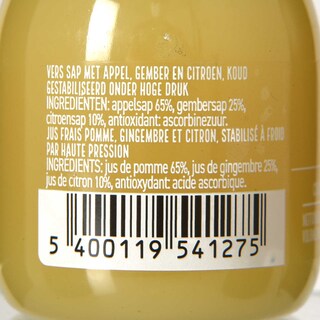 VERS SAP MET APPEL, GEMBER EN CITROEN, KOUD
GESTABILISEERD ONDER HOGE DRUK
INGREDIËNTEN: appelsap 65%, gembersap 25%,
citroensap 10%, antioxidant: ascorbinezuur.
JUS FRAIS POMME, GINGEMBRE ET CITRON, STABILISÉ À FROID
PAR HAUTE PRESSION
INGRÉDIENTS: jus de pomme 65%, jus de gingembre 25%,
jus de citron 10%, antioxydant: acide ascorbique.
5 400119 541275